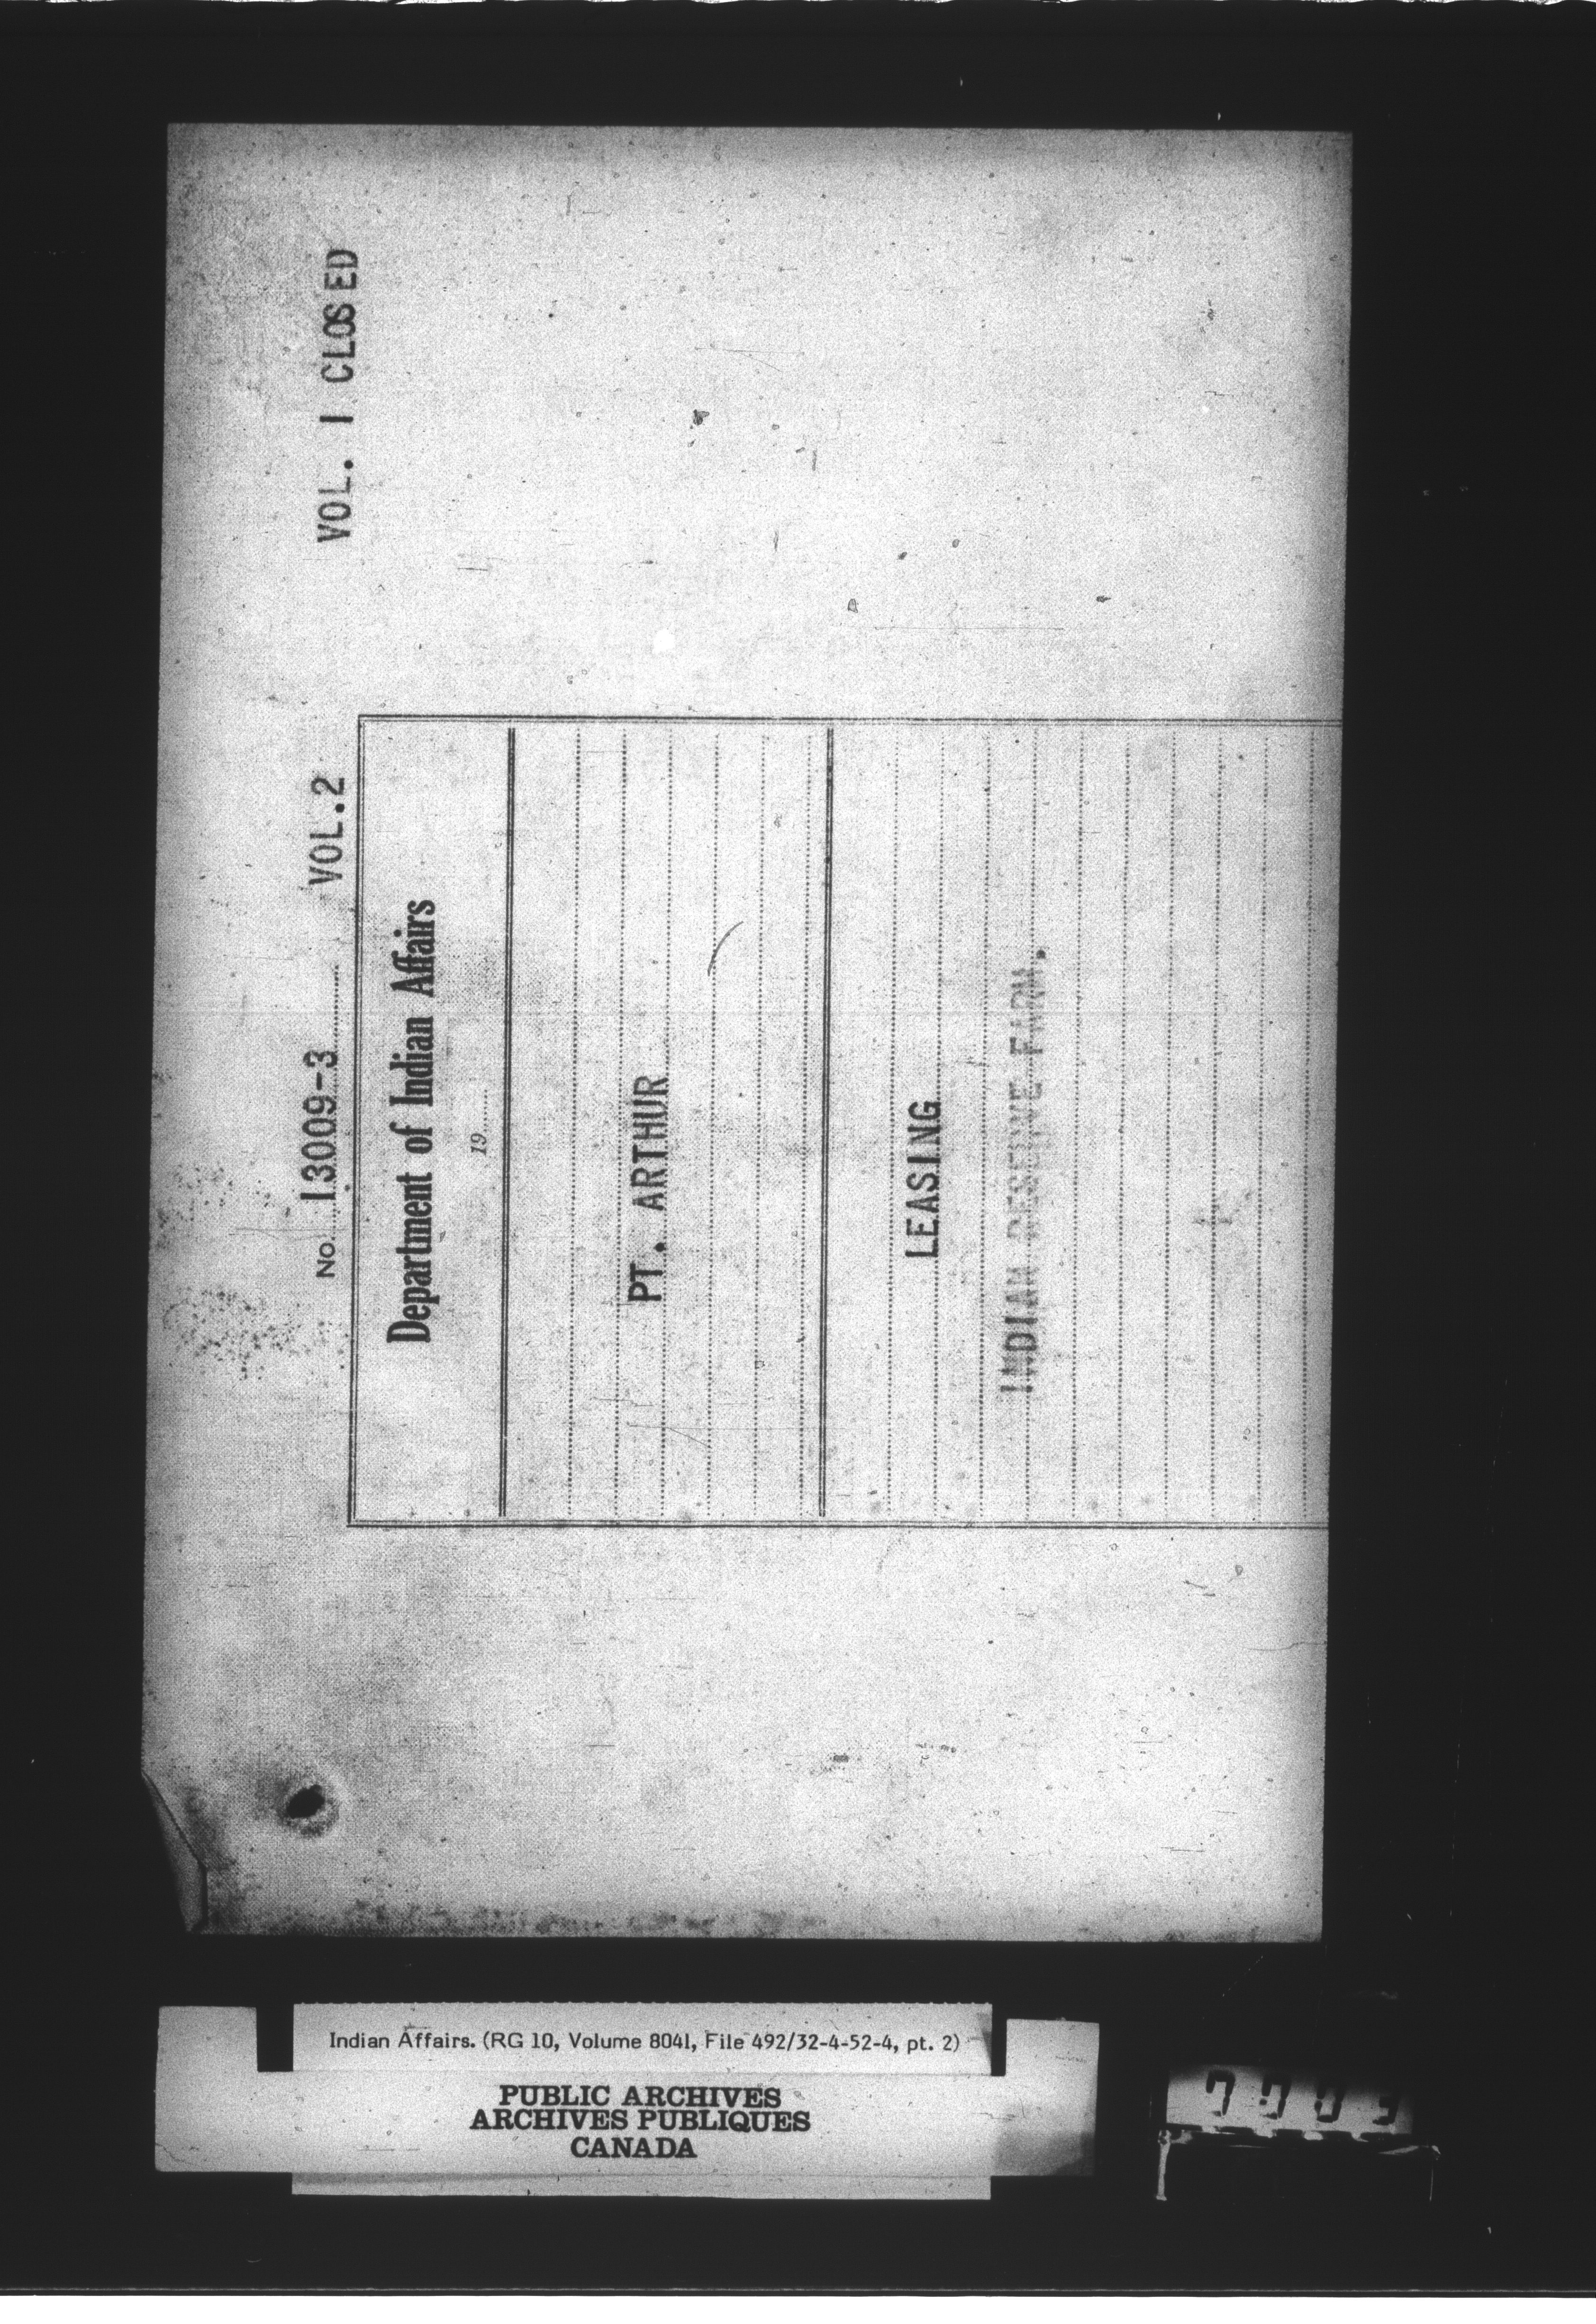 VOL. 1 CLOSED
No. 13009-3 VOL. 2
Department of Indian Affairs
19
PT. ARTHUR
LEASING
INDIAN RESERVE FARM.
Indian Affairs. (RG 10, Volume 8041, File 492/32-4-52-4, pt. 2)
PUBLIC ARCHIVES
ARCHIVES PUBLIQUES
CANADA